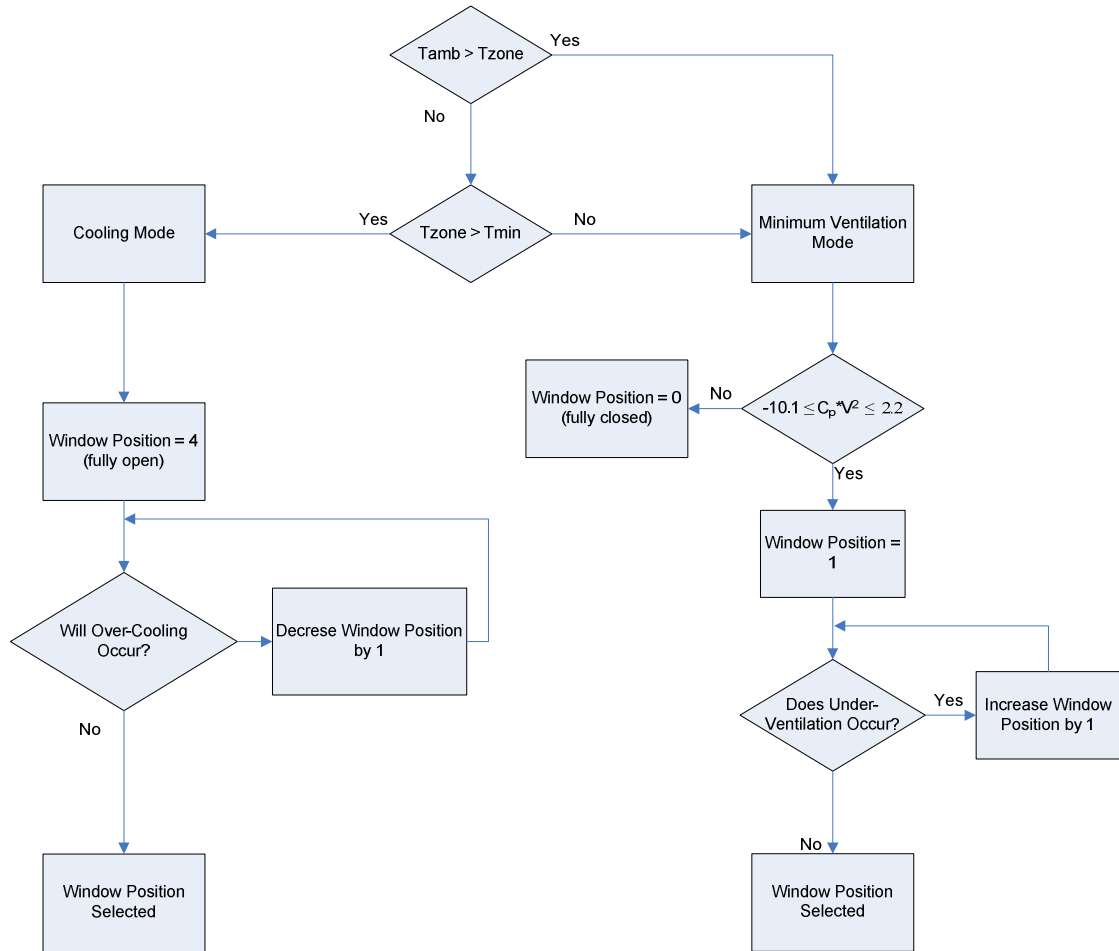 Tamb > Tzone
Yes
No
Cooling Mode
Yes
Tzone > Tmin
No
Minimum Ventilation
Mode
Window Position = 0
(fully closed)
No
-10.1 ≤ Cₚ*V² ≤ 2.2
Yes
Window Position = 4
(fully open)
Window Position =
1
Will Over-Cooling
Occur?
Decrese Window Position
by 1
No
Does Under-
Ventilation Occur?
Yes
Increase Window
Position by 1
No
Window Position
Selected
Window Position
Selected